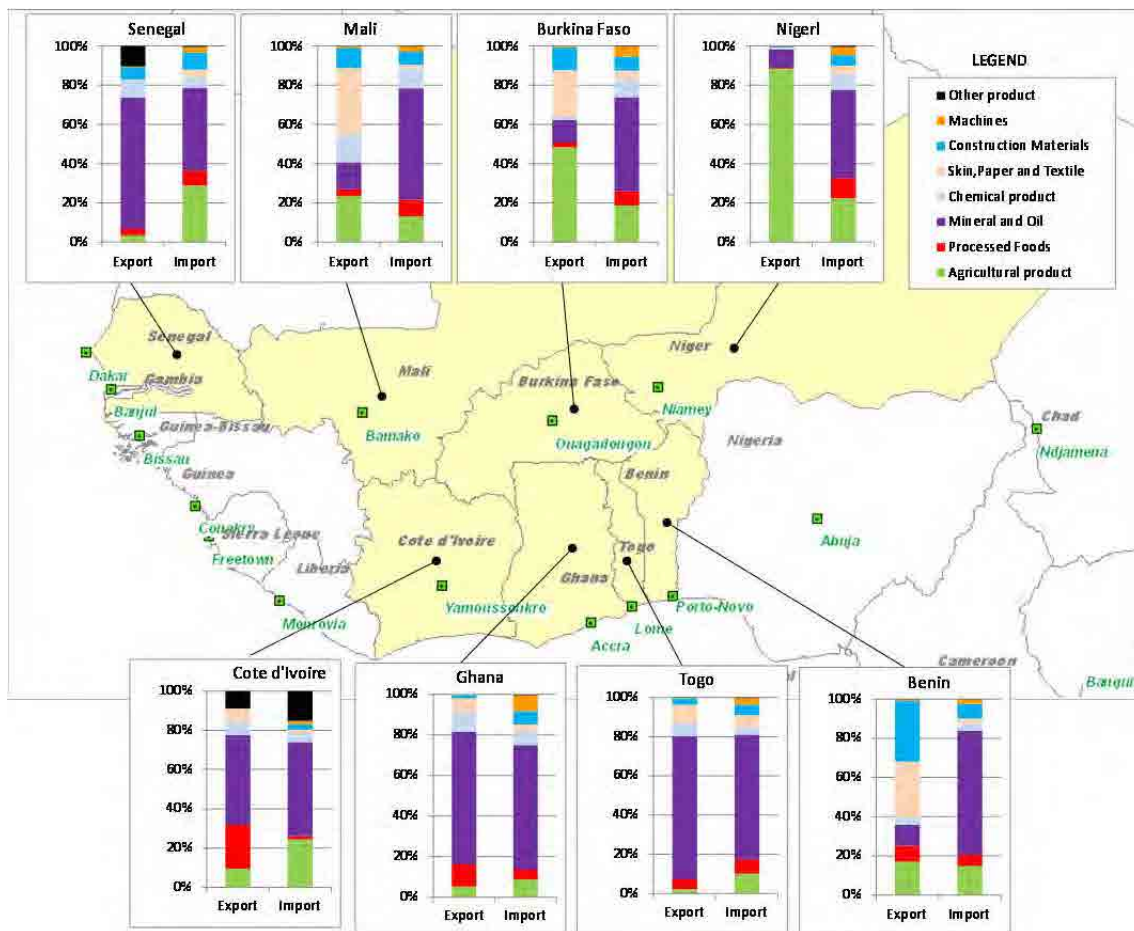 Senegal
100%
80%
60%
40%
20%
0%
Export Import
Mali
100%
80%
60%
40%
20%
0%
Export Import
Burkina Faso
100%
80%
60%
40%
20%
0%
Export Import
Nigerl
100%
80%
60%
40%
20%
0%
Export Import
LEGEND
Other product
Machines
Construction Materials
Skin,Paper and Textile
Chemical product
Mineral and Oil
Processed Foods
Agricultural product
Senegal
Dakar
Gambia
Banjul
Guinea-Bissau
Bissau
Guinea
Conakry
Sierra Leone
Freetown
Liberia
Monrovia
Mali
Bamako
Burkina Faso
Ouagadougou
Niger
Niamey
Nigeria
Abuja
Chad
Ndjamena
Benin
Porto-Novo
Togo
Lome
Ghana
Accra
Cote d'Ivoire
Yamoussoukro
Cameroon
Bangui
Cote d'Ivoire
100%
80%
60%
40%
20%
0%
Export Import
Ghana
100%
80%
60%
40%
20%
0%
Export Import
Togo
100%
80%
60%
40%
20%
0%
Export Import
Benin
100%
80%
60%
40%
20%
0%
Export Import